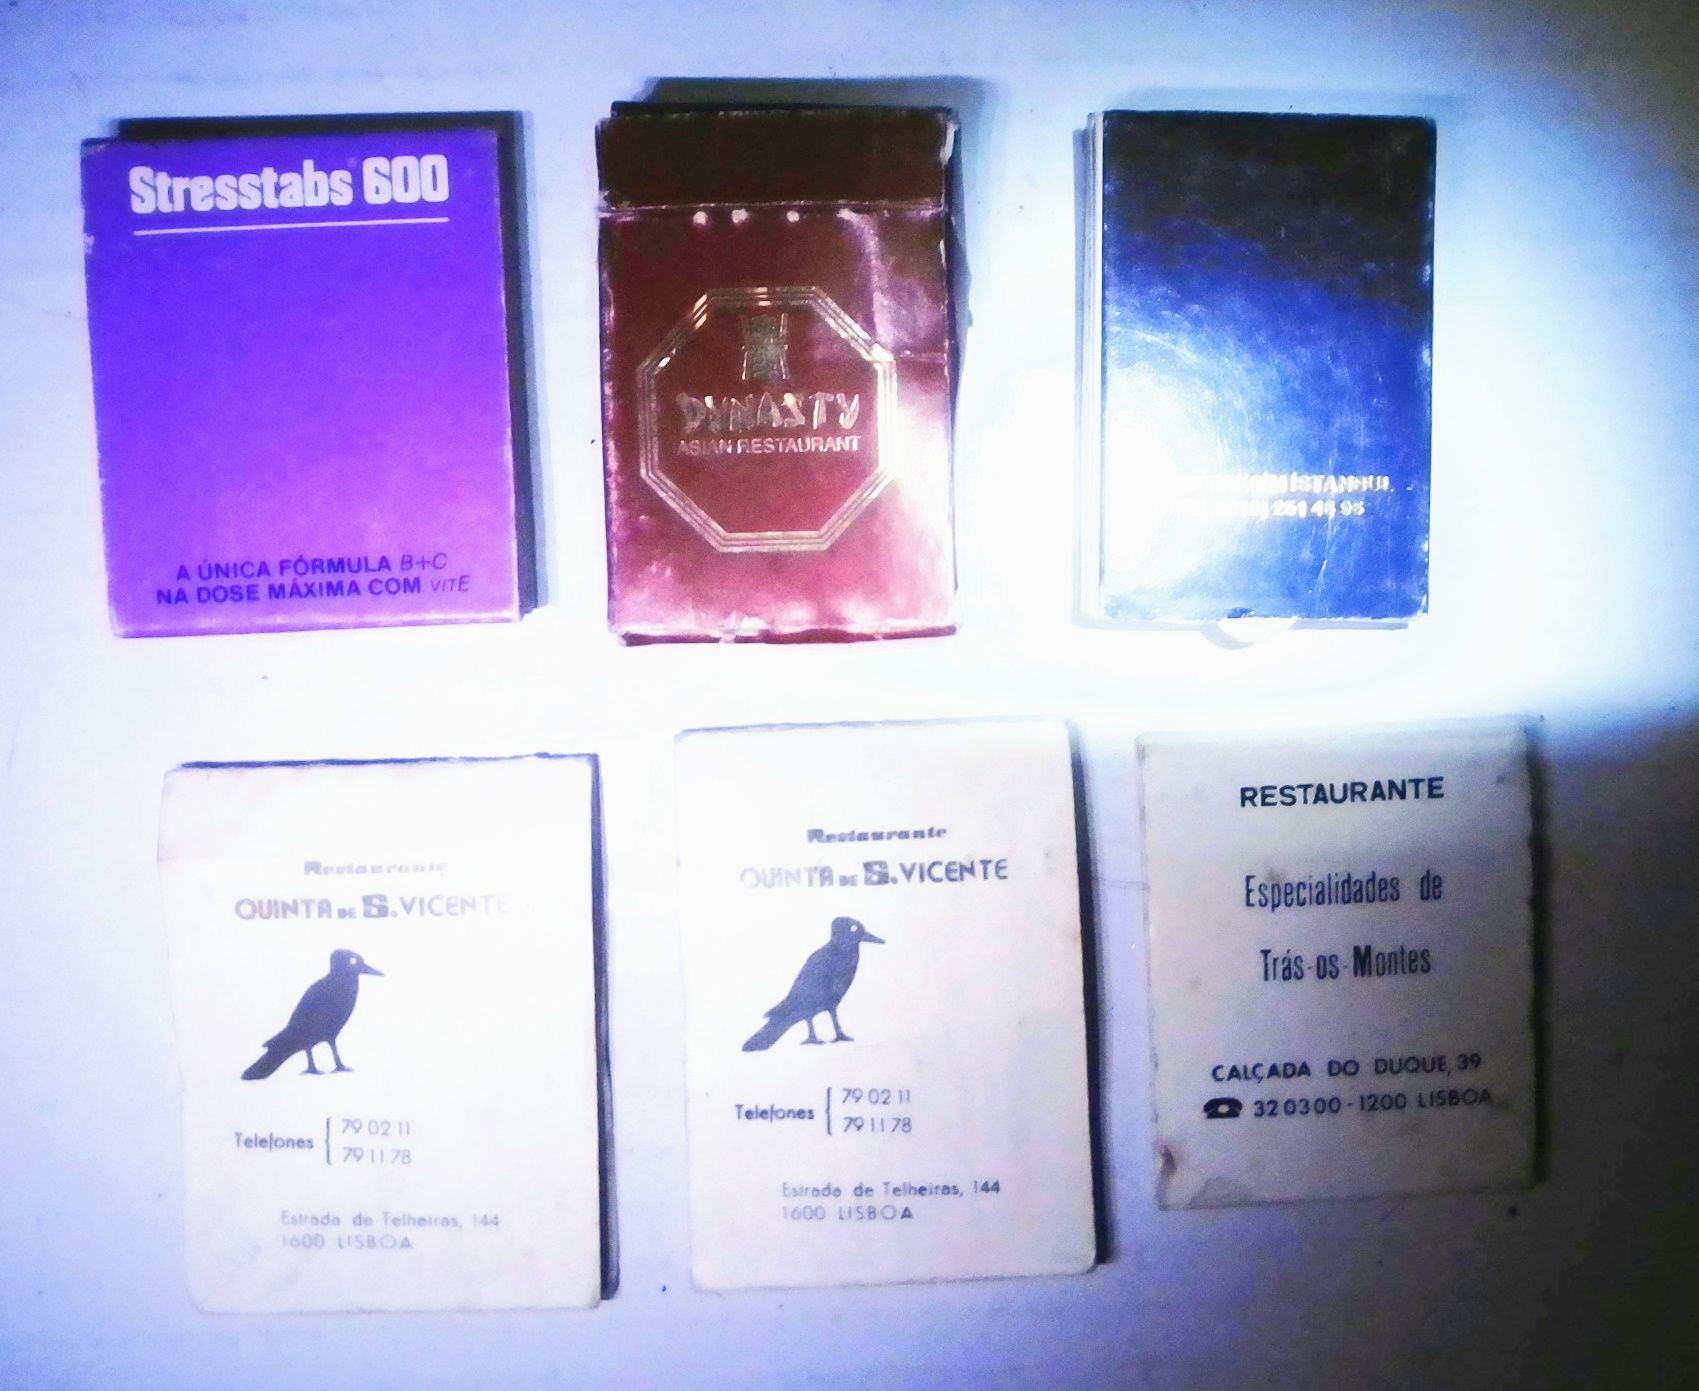 Stresstabs® 600
A ÚNICA FÓRMULA B+C
NA DOSE MÁXIMA COM VIT E
DYNASTY
ASIAN RESTAURANT
İSTANBUL
251 44 93
Restaurante
QUINTA DE S. VICENTE
Telefones
79 02 11
79 11 78
Estrada de Telheiras, 144
1600 LISBOA
Restaurante
QUINTA DE S. VICENTE
Telefones
79 02 11
79 11 78
Estrada de Telheiras, 144
1600 LISBOA
RESTAURANTE
Especialidades de
Trás-os-Montes
CALÇADA DO DUQUE, 39
☎ 320300-1200 LISBOA